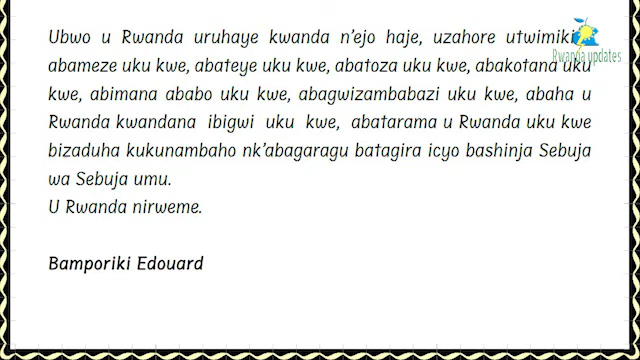 Ubwo u Rwanda uruhaye kwanda n'ejo haje, uzahore
abameze uku kwe, abateye uku kwe, abatoza uku kwe, abakotana uku
kwe, abimana ababo uku kwe, abagwizambabazi uku kwe, abaha u
Rwanda kwandana ibigwi uku kwe, abatarama u Rwanda uku kwe
bizaduha kukunambaho nk'abagaragu batagira icyo bashinja Sebuja
wa Sebuja umu.
U Rwanda nirweme.
Bamporiki Edouard
Rwanda updates